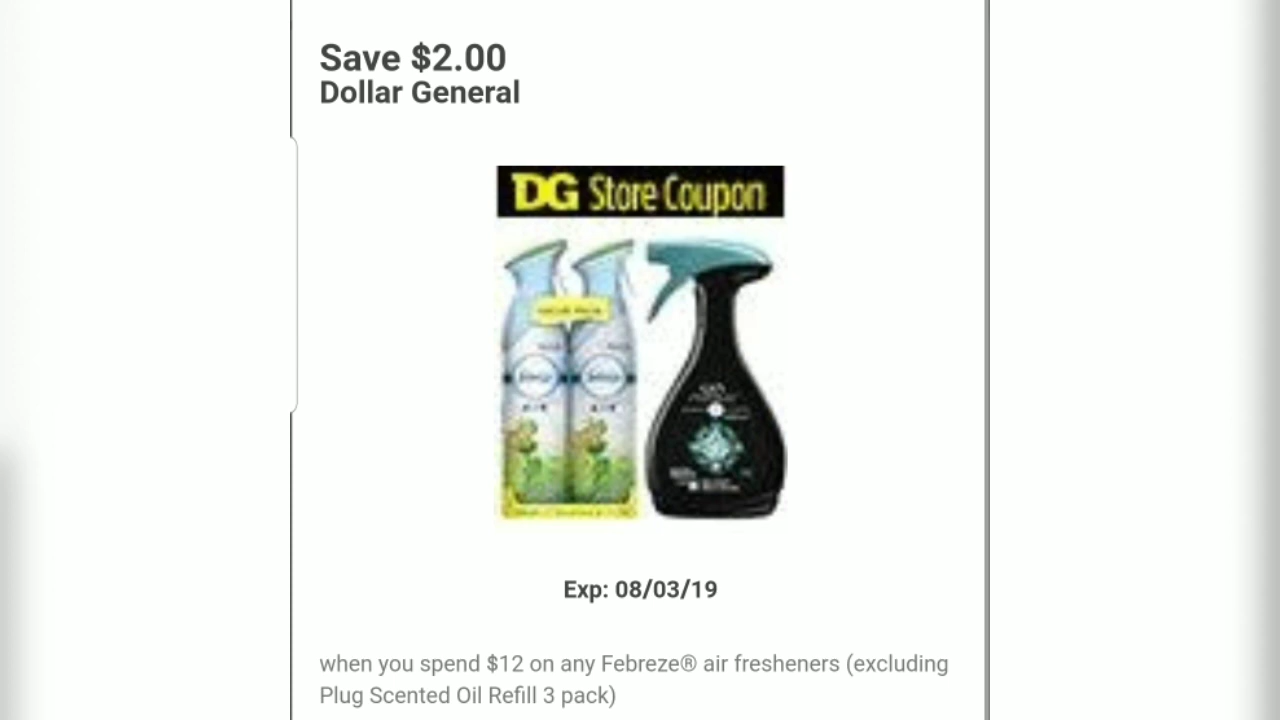 Save $2.00
Dollar General
DG Store Coupon
Exp: 08/03/19
when you spend $12 on any Febreze® air fresheners (excluding
Plug Scented Oil Refill 3 pack)